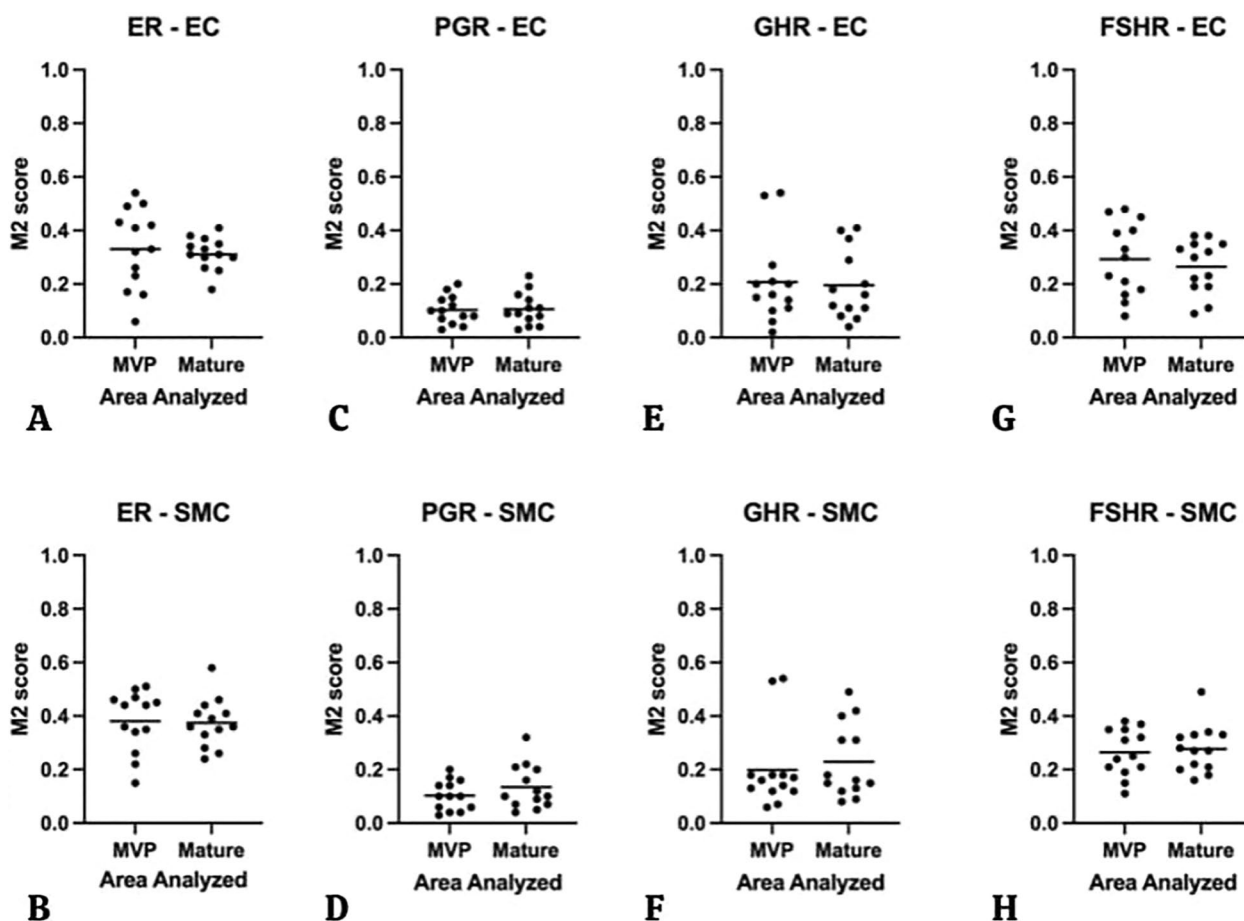 ER - EC
M2 score
1.0
0.8
0.6
0.4
0.2
0.0
MVP Mature
Area Analyzed
A
PGR - EC
M2 score
1.0
0.8
0.6
0.4
0.2
0.0
MVP Mature
Area Analyzed
C
GHR - EC
M2 score
1.0
0.8
0.6
0.4
0.2
0.0
MVP Mature
Area Analyzed
E
FSHR - EC
M2 score
1.0
0.8
0.6
0.4
0.2
0.0
MVP Mature
Area Analyzed
G
ER - SMC
M2 score
1.0
0.8
0.6
0.4
0.2
0.0
MVP Mature
Area Analyzed
B
PGR - SMC
M2 score
1.0
0.8
0.6
0.4
0.2
0.0
MVP Mature
Area Analyzed
D
GHR - SMC
M2 score
1.0
0.8
0.6
0.4
0.2
0.0
MVP Mature
Area Analyzed
F
FSHR - SMC
M2 score
1.0
0.8
0.6
0.4
0.2
0.0
MVP Mature
Area Analyzed
H